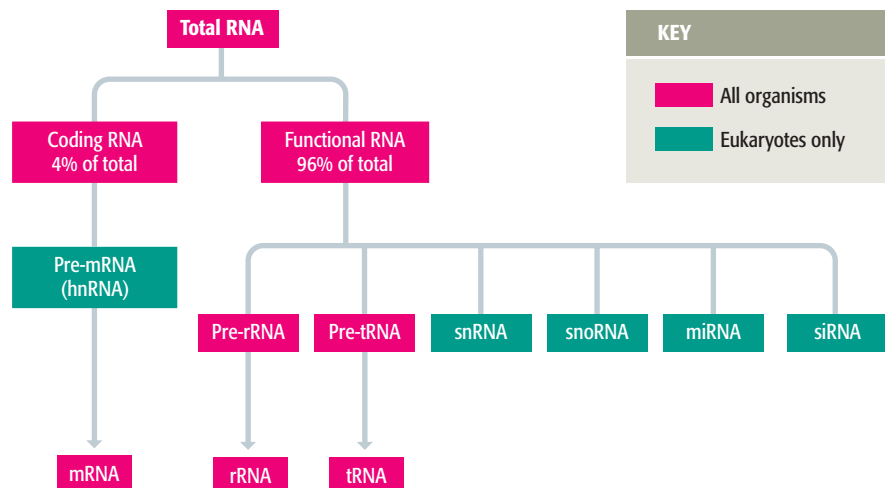 Total RNA
KEY
All organisms
Eukaryotes only
Coding RNA
4% of total
Functional RNA
96% of total
Pre-mRNA
(hnRNA)
Pre-rRNA
Pre-tRNA
snRNA
snoRNA
miRNA
siRNA
mRNA
rRNA
tRNA